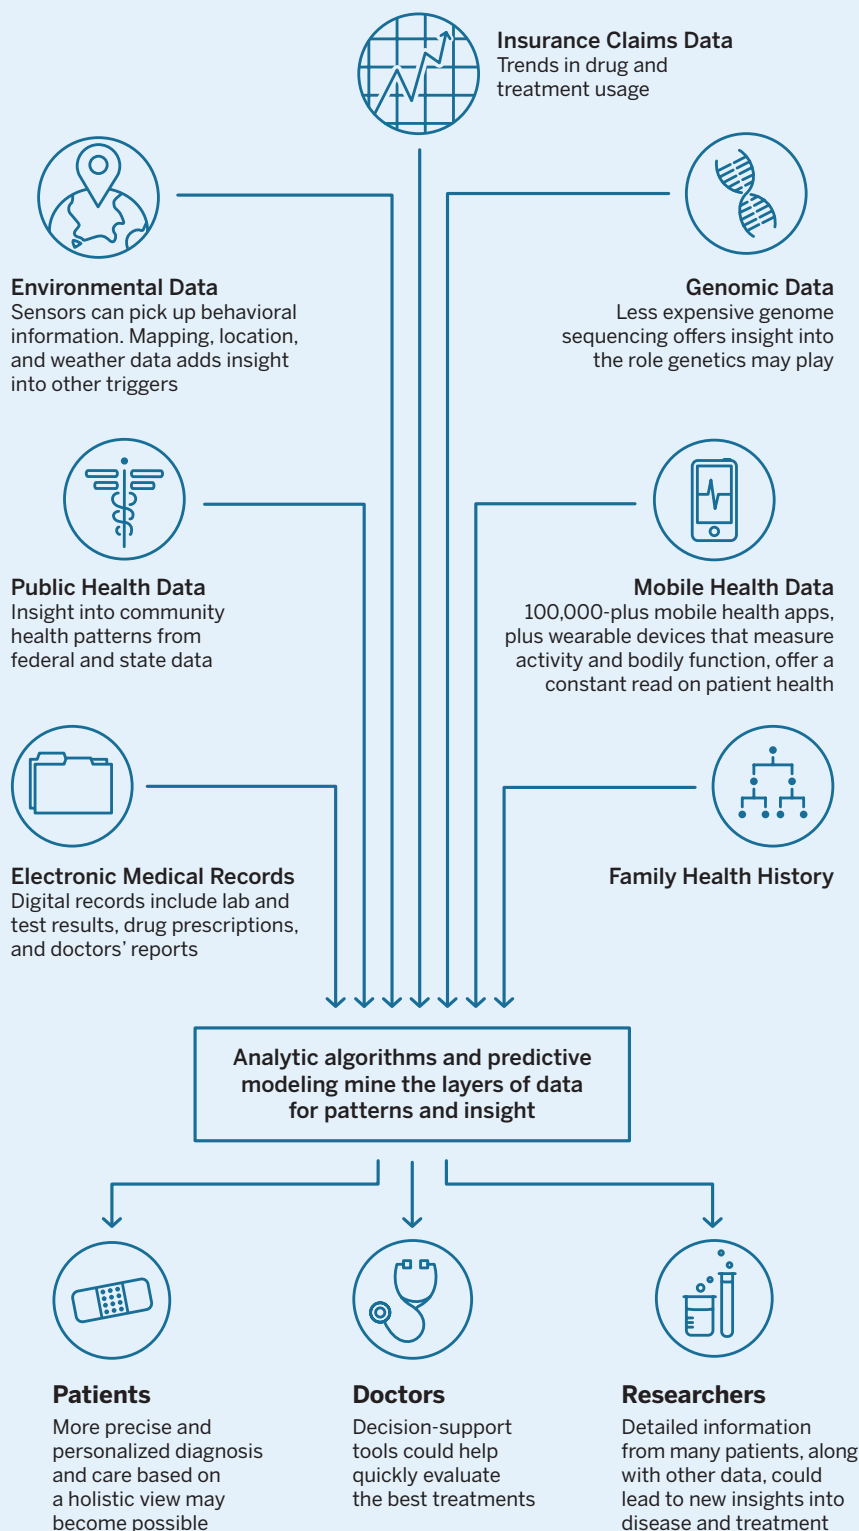 Insurance Claims Data
Trends in drug and
treatment usage
Environmental Data
Sensors can pick up behavioral
information. Mapping, location,
and weather data adds insight
into other triggers
Genomic Data
Less expensive genome
sequencing offers insight into
the role genetics may play
Public Health Data
Insight into community
health patterns from
federal and state data
Mobile Health Data
100,000-plus mobile health apps,
plus wearable devices that measure
activity and bodily function, offer a
constant read on patient health
Electronic Medical Records
Digital records include lab and
test results, drug prescriptions,
and doctors’ reports
Family Health History
Analytic algorithms and predictive
modeling mine the layers of data
for patterns and insight
Patients
More precise and
personalized diagnosis
and care based on
a holistic view may
become possible
Doctors
Decision-support
tools could help
quickly evaluate
the best treatments
Researchers
Detailed information
from many patients, along
with other data, could
lead to new insights into
disease and treatment